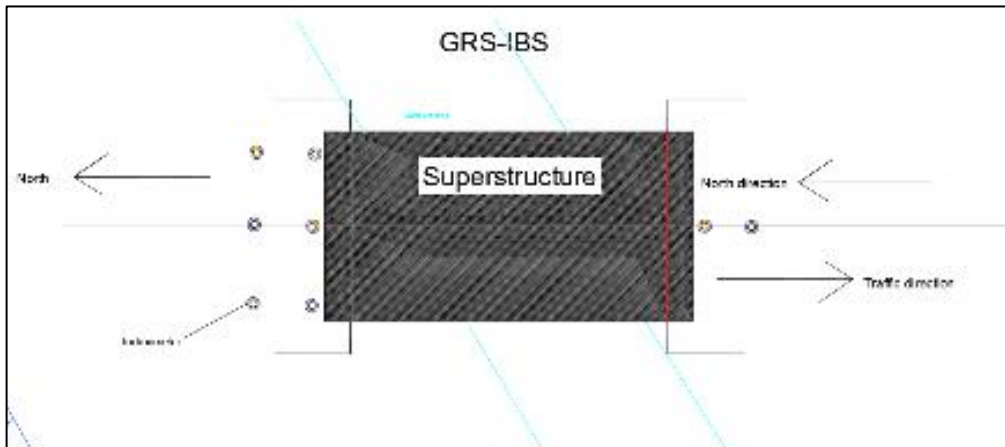 GRS-IBS
Superstructure
North
North direction
Traffic direction